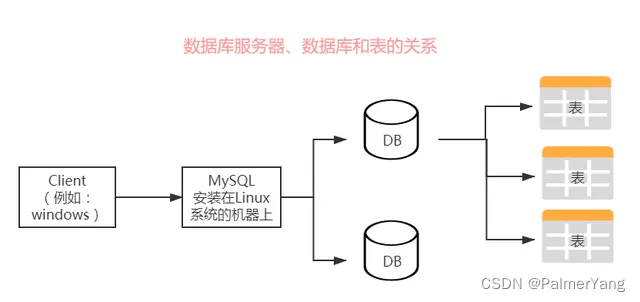 数据库服务器、数据库和表的关系
Client
（例如：
windows）
MySQL
安装在Linux
系统的机器上
DB
DB
表
表
表
CSDN @PalmerYang